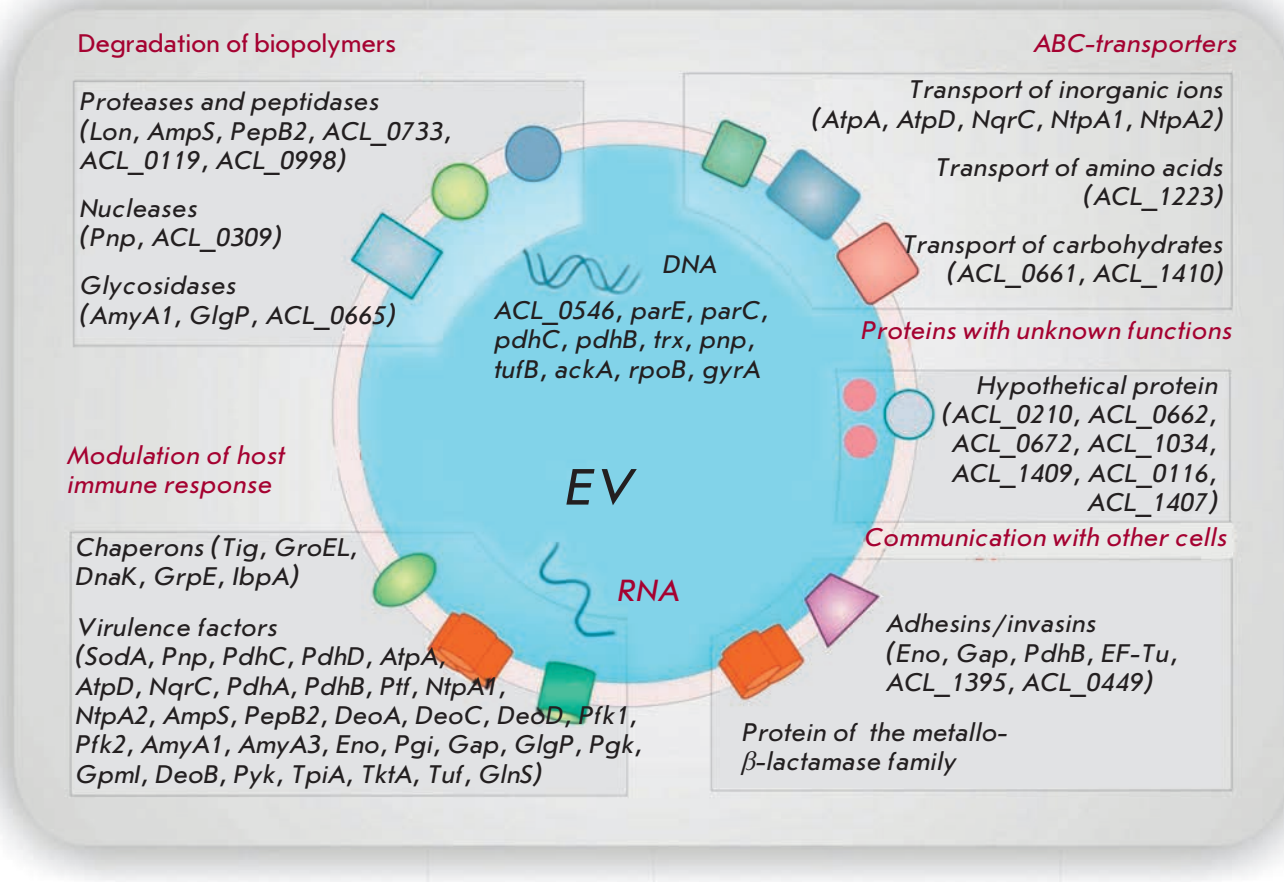 Degradation of biopolymers
Proteases and peptidases
(Lon, AmpS, PepB2, ACL_0733,
ACL_0119, ACL_0998)
Nucleases
(Pnp, ACL_0309)
Glycosidases
(AmyA1, GlgP, ACL_0665)
ABC-transporters
Transport of inorganic ions
(AtpA, AtpD, NqrC, NtpA1, NtpA2)
Transport of amino acids
(ACL_1223)
Transport of carbohydrates
(ACL_0661, ACL_1410)
DNA
ACL_0546, parE, parC,
pdhC, pdhB, trx, pnp,
tufB, ackA, rpoB, gyrA
Proteins with unknown functions
Hypothetical protein
(ACL_0210, ACL_0662,
ACL_0672, ACL_1034,
ACL_1409, ACL_0116,
ACL_1407)
EV
RNA
Modulation of host
immune response
Chaperons (Tig, GroEL,
DnaK, GrpE, IbpA)
Virulence factors
(SodA, Pnp, PdhC, PdhD, AtpA,
AtpD, NqrC, PdhA, PdhB, Ptf, NtpA1,
NtpA2, AmpS, PepB2, DeoA, DeoC, DeoD, Pfk1,
Pfk2, AmyA1, AmyA3, Eno, Pgi, Gap, GlgP, Pgk,
GpmI, DeoB, Pyk, TpiA, TktA, Tuf, GlnS)
Communication with other cells
Adhesins/invasins
(Eno, Gap, PdhB, EF-Tu,
ACL_1395, ACL_0449)
Protein of the metallo-
β-lactamase family